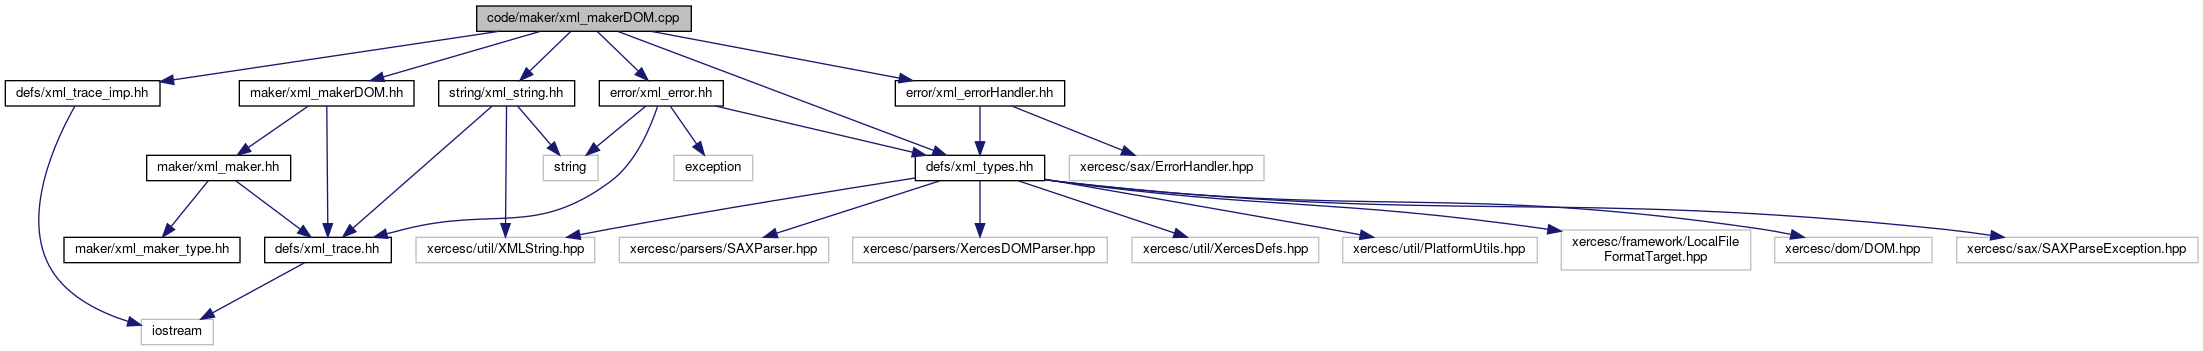 code/maker/xml_makerDOM.cpp
defs/xml_trace_imp.hh
maker/xml_makerDOM.hh
string/xml_string.hh
error/xml_error.hh
error/xml_errorHandler.hh
maker/xml_maker.hh
string
exception
defs/xml_types.hh
xercesc/sax/ErrorHandler.hpp
maker/xml_maker_type.hh
defs/xml_trace.hh
xercesc/util/XMLString.hpp
xercesc/parsers/SAXParser.hpp
xercesc/parsers/XercesDOMParser.hpp
xercesc/util/XercesDefs.hpp
xercesc/util/PlatformUtils.hpp
xercesc/framework/LocalFile
FormatTarget.hpp
xercesc/dom/DOM.hpp
xercesc/sax/SAXParseException.hpp
iostream